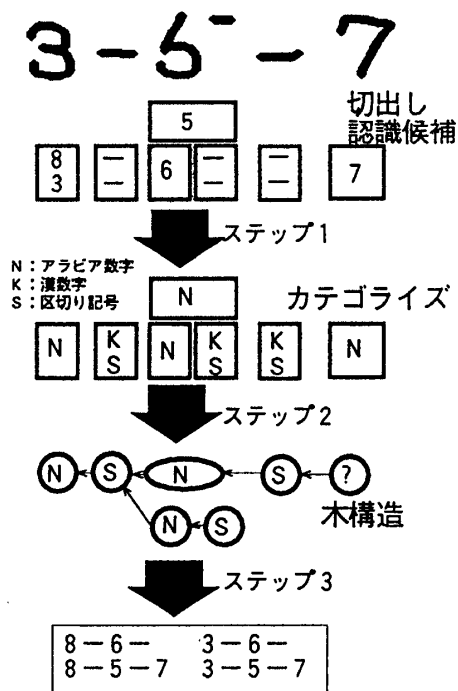 3－5－7
切出し
認識候補
5
8 一 6 一 一 7
3 － － －
ステップ1
N：アラビア数字
K：漢数字
S：区切り記号
カテゴライズ
N
N K N K K N
S S S
ステップ2
N S N S ?
N S
木構造
ステップ3
8－6－ 3－6－
8－5－7 3－5－7